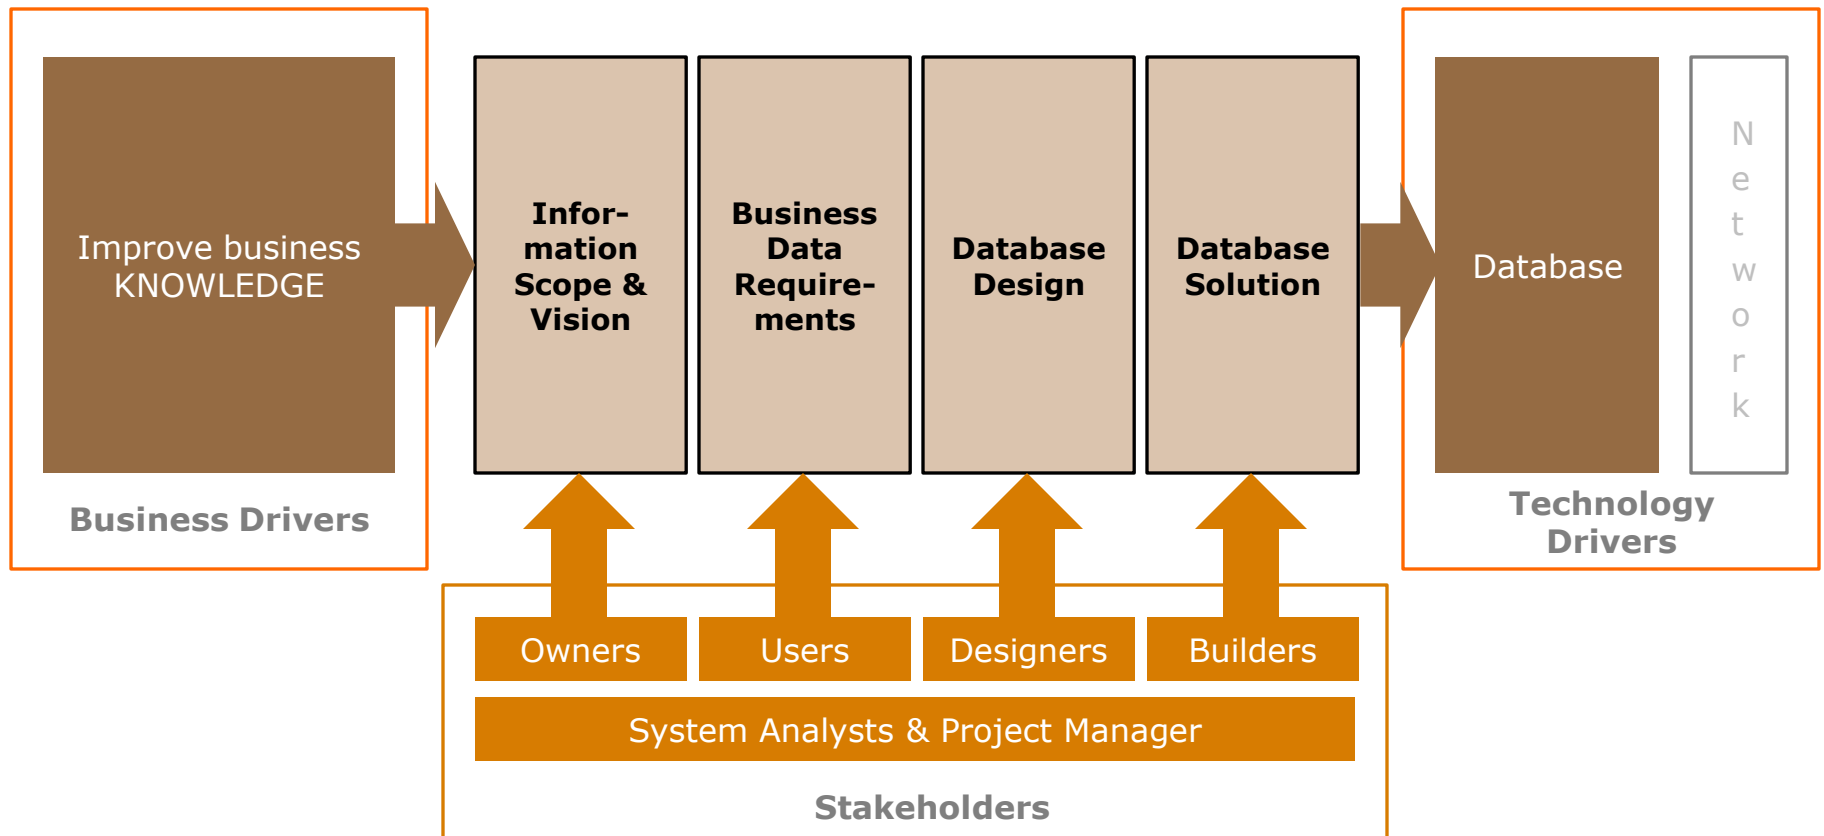 Improve business
KNOWLEDGE
Business Drivers
Infor-
mation
Scope &
Vision
Business
Data
Require-
ments
Database
Design
Database
Solution
Database
N
e
t
w
o
r
k
Technology
Drivers
Owners
Users
Designers
Builders
System Analysts & Project Manager
Stakeholders